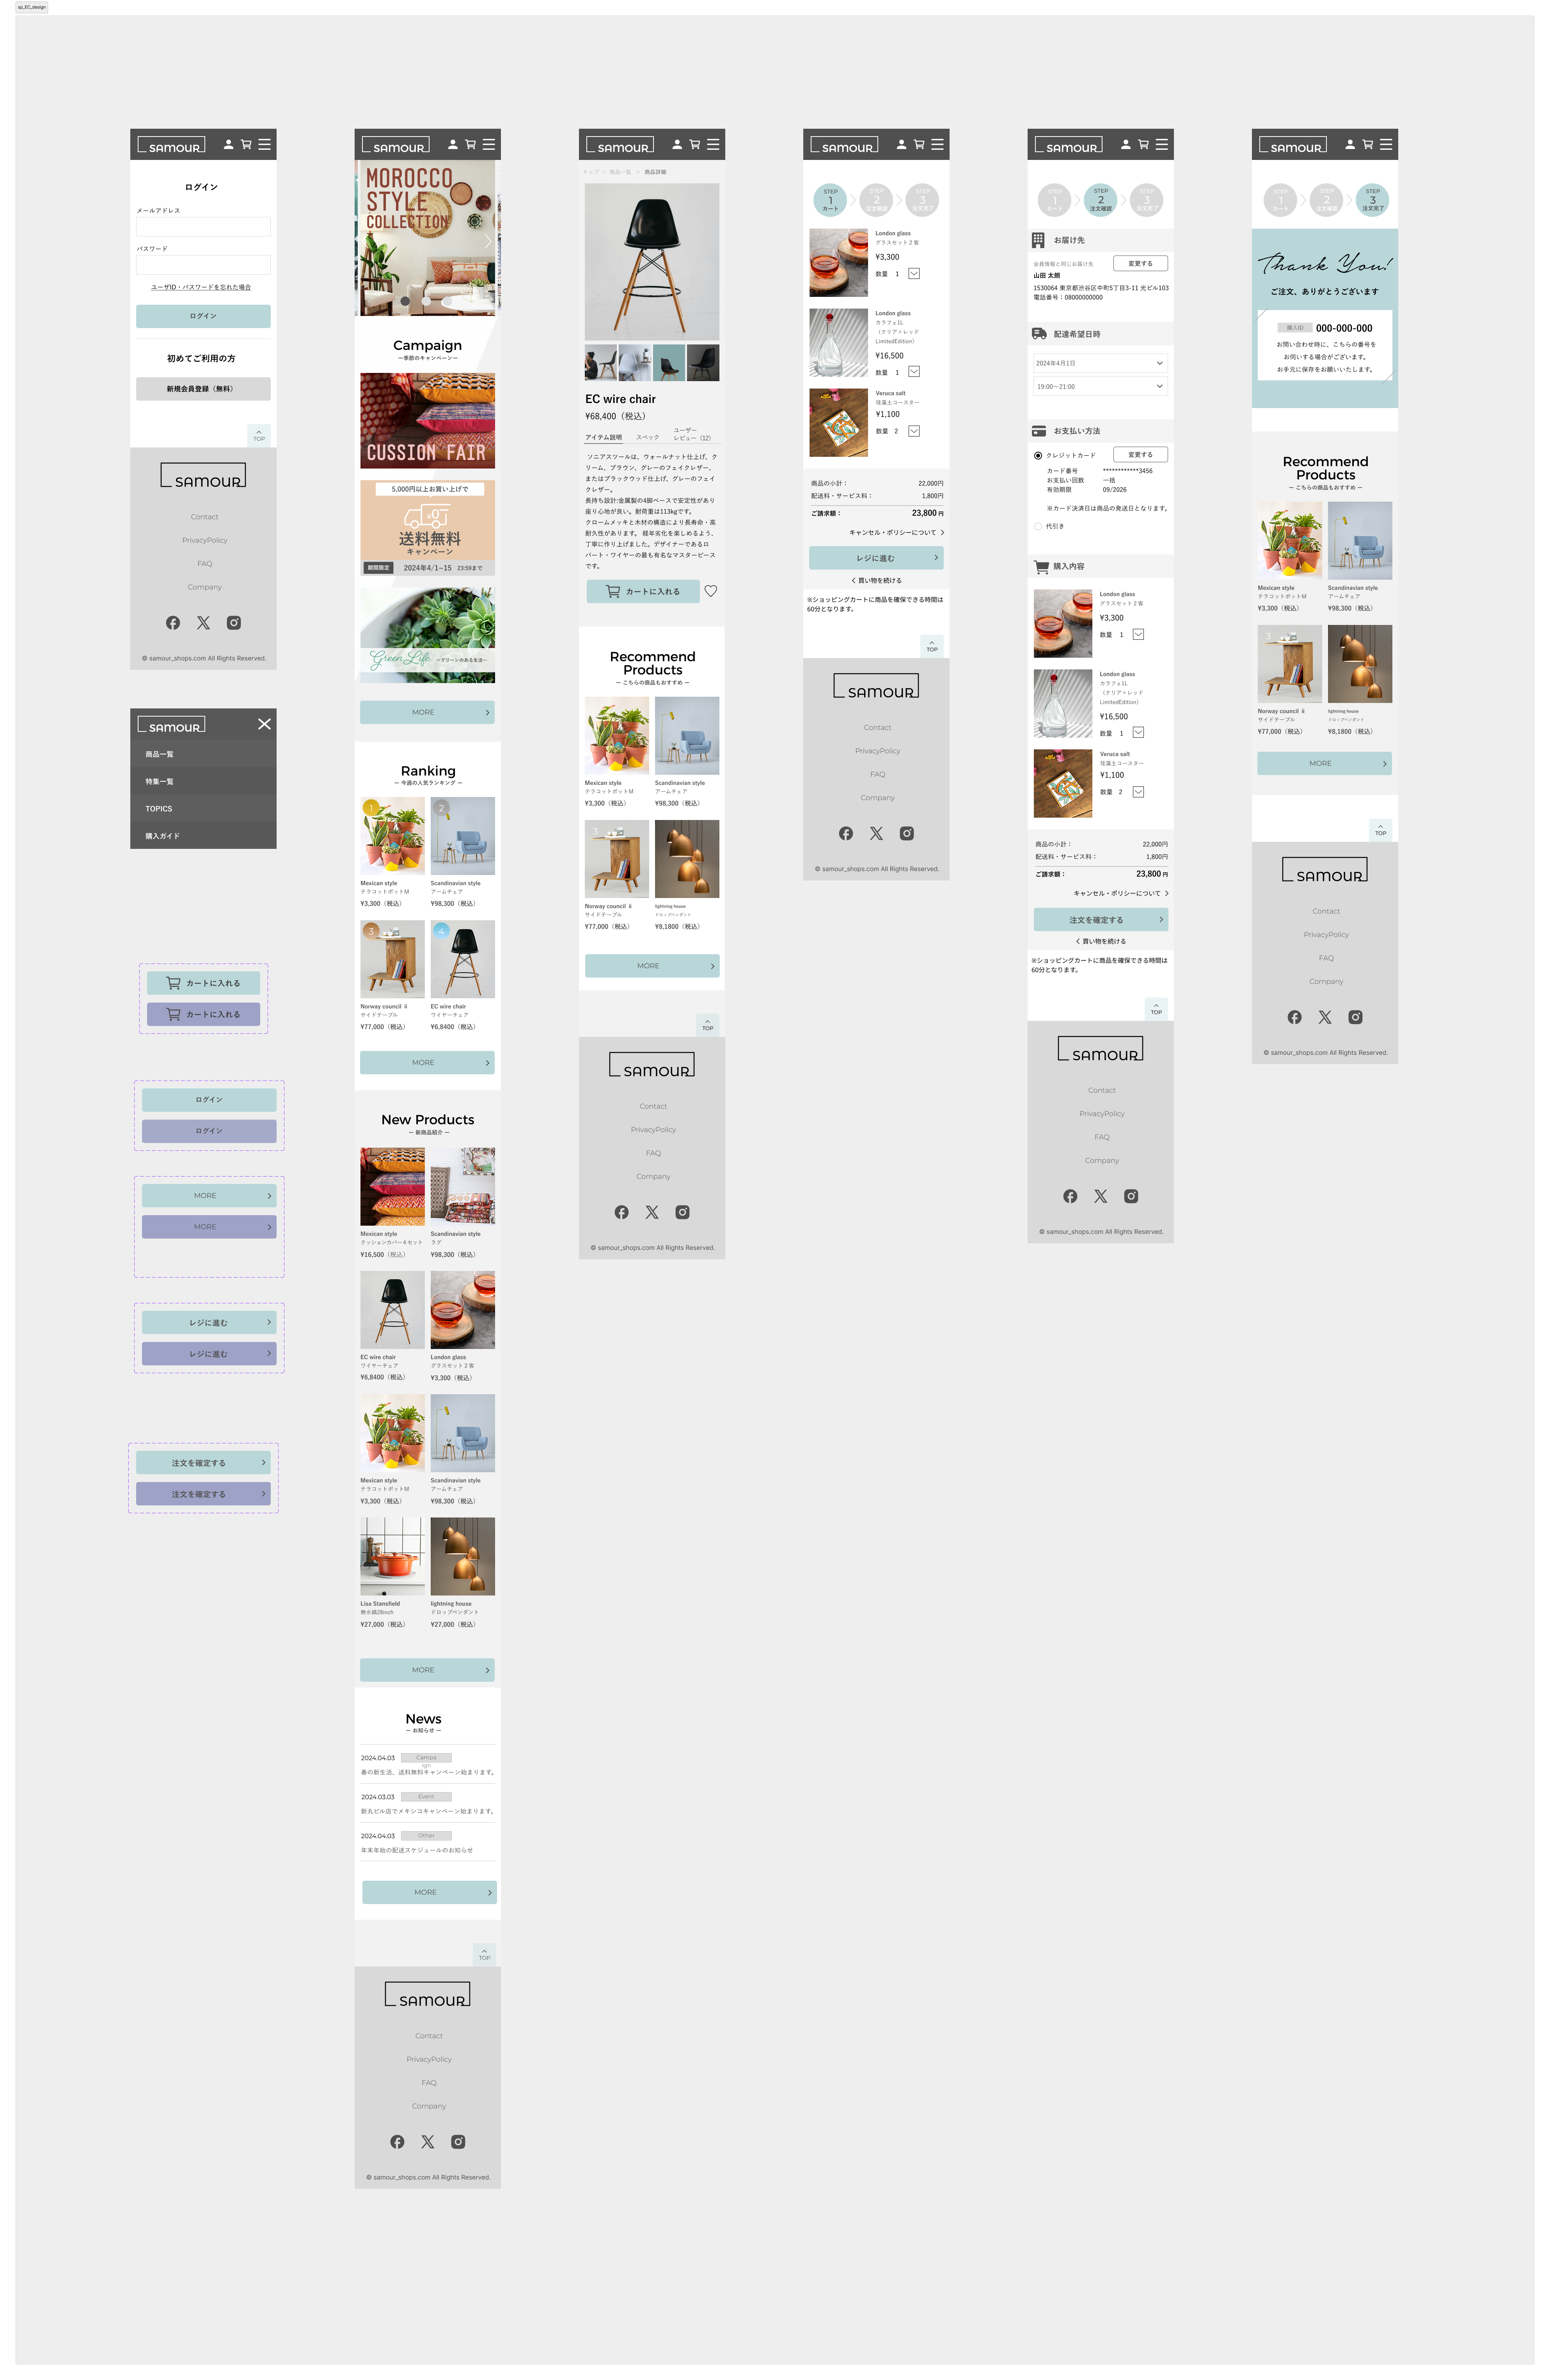 sp_EC_design
SAMOUR
ログイン
メールアドレス
パスワード
ユーザID・パスワードを忘れた場合
ログイン
初めてご利用の方
新規会員登録（無料）
TOP
SAMOUR
Contact
PrivacyPolicy
FAQ
Company
© samour_shops.com All Rights Reserved.
SAMOUR
商品一覧
特集一覧
TOPICS
購入ガイド
カートに入れる
カートに入れる
ログイン
ログイン
MORE
MORE
レジに進む
レジに進む
注文を確定する
注文を確定する
SAMOUR
MOROCCO
STYLE
COLLECTION
Campaign
ー季節のキャンペーンー
CUSSION FAIR
5,000円以上お買い上げで
¥0
送料無料
キャンペーン
期間限定 2024年4/1~15 23:59まで
Green Life ～グリーンのある生活～
MORE
Ranking
ー 今週の人気ランキング ー
1
2
Mexican style
テラコットポットM
¥3,300（税込）
Scandinavian style
アームチェア
¥98,300（税込）
3
4
Norway council ⅱ
サイドテーブル
¥77,000（税込）
EC wire chair
ワイヤーチェア
¥6,8400（税込）
MORE
New Products
ー 新商品紹介 ー
Mexican style
クッションカバー４セット
¥16,500（税込）
Scandinavian style
ラグ
¥98,300（税込）
EC wire chair
ワイヤーチェア
¥6,8400（税込）
London glass
グラスセット２客
¥3,300（税込）
Mexican style
テラコットポットM
¥3,300（税込）
Scandinavian style
アームチェア
¥98,300（税込）
Lisa Stansfield
無水鍋28inch
¥27,000（税込）
lightning house
ドロップペンダント
¥27,000（税込）
MORE
News
ー お知らせ ー
2024.04.03 Campa
ign
春の新生活、送料無料キャンペーン始まります。
2024.03.03 Event
新丸ビル店でメキシコキャンペーン始まります。
2024.04.03 Other
年末年始の配送スケジュールのお知らせ
MORE
TOP
SAMOUR
Contact
PrivacyPolicy
FAQ
Company
© samour_shops.com All Rights Reserved.
SAMOUR
トップ > 商品一覧 > 商品詳細
EC wire chair
¥68,400（税込）
アイテム説明
スペック
ユーザー
レビュー（12）
ソニアスツールは、ウォールナット仕上げ、ク
リーム、ブラウン、グレーのフェイクレザー、
またはブラックウッド仕上げ、グレーのフェイ
クレザー。
長持ち設計:金属製の4脚ベースで安定性があり
座り心地が良い。耐荷重は113kgです。
クロームメッキと木材の構造により長寿命・高
耐久性があります。 経年劣化を楽しめるよう、
丁寧に作り上げました。デザイナーであるロ
バート・ワイヤーの最も有名なマスターピース
です。
カートに入れる
Recommend
Products
ー こちらの商品もおすすめ ー
Mexican style
テラコットポットM
¥3,300（税込）
Scandinavian style
アームチェア
¥98,300（税込）
3
Norway council ⅱ
サイドテーブル
¥77,000（税込）
lightning house
ドロップペンダント
¥8,1800（税込）
MORE
TOP
SAMOUR
Contact
PrivacyPolicy
FAQ
Company
© samour_shops.com All Rights Reserved.
SAMOUR
STEP
1
カート
STEP
2
注文確認
STEP
3
注文完了
London glass
グラスセット２客
¥3,300
数量 1
London glass
カラフェ1L
（クリア×レッド
LimitedEdition）
¥16,500
数量 1
Veruca salt
珪藻土コースター
¥1,100
数量 2
商品の小計： 22,000円
配送料・サービス料： 1,800円
ご請求額： 23,800 円
キャンセル・ポリシーについて
レジに進む
買い物を続ける
※ショッピングカートに商品を確保できる時間は
60分となります。
TOP
SAMOUR
Contact
PrivacyPolicy
FAQ
Company
© samour_shops.com All Rights Reserved.
SAMOUR
STEP
1
カート
STEP
2
注文確認
STEP
3
注文完了
お届け先
会員情報と同じお届け先
変更する
山田 太朗
1530064 東京都渋谷区中町5丁目3-11 光ビル103
電話番号：08000000000
配達希望日時
2024年4月1日
19:00〜21:00
お支払い方法
クレジットカード
変更する
カード番号 ************3456
お支払い回数 一括
有効期限 09/2026
※カード決済日は商品の発送日となります。
代引き
購入内容
London glass
グラスセット２客
¥3,300
数量 1
London glass
カラフェ1L
（クリア×レッド
LimitedEdition）
¥16,500
数量 1
Veruca salt
珪藻土コースター
¥1,100
数量 2
商品の小計： 22,000円
配送料・サービス料： 1,800円
ご請求額： 23,800 円
キャンセル・ポリシーについて
注文を確定する
買い物を続ける
※ショッピングカートに商品を確保できる時間は
60分となります。
TOP
SAMOUR
Contact
PrivacyPolicy
FAQ
Company
© samour_shops.com All Rights Reserved.
SAMOUR
STEP
1
カート
STEP
2
注文確認
STEP
3
注文完了
Thank You!
ご注文、ありがとうございます
購入ID 000-000-000
お問い合わせ時に、こちらの番号を
お伺いする場合がございます。
お手元に保存をお願いいたします。
Recommend
Products
ー こちらの商品もおすすめ ー
Mexican style
テラコットポットM
¥3,300（税込）
Scandinavian style
アームチェア
¥98,300（税込）
3
Norway council ⅱ
サイドテーブル
¥77,000（税込）
lightning house
ドロップペンダント
¥8,1800（税込）
MORE
TOP
SAMOUR
Contact
PrivacyPolicy
FAQ
Company
© samour_shops.com All Rights Reserved.